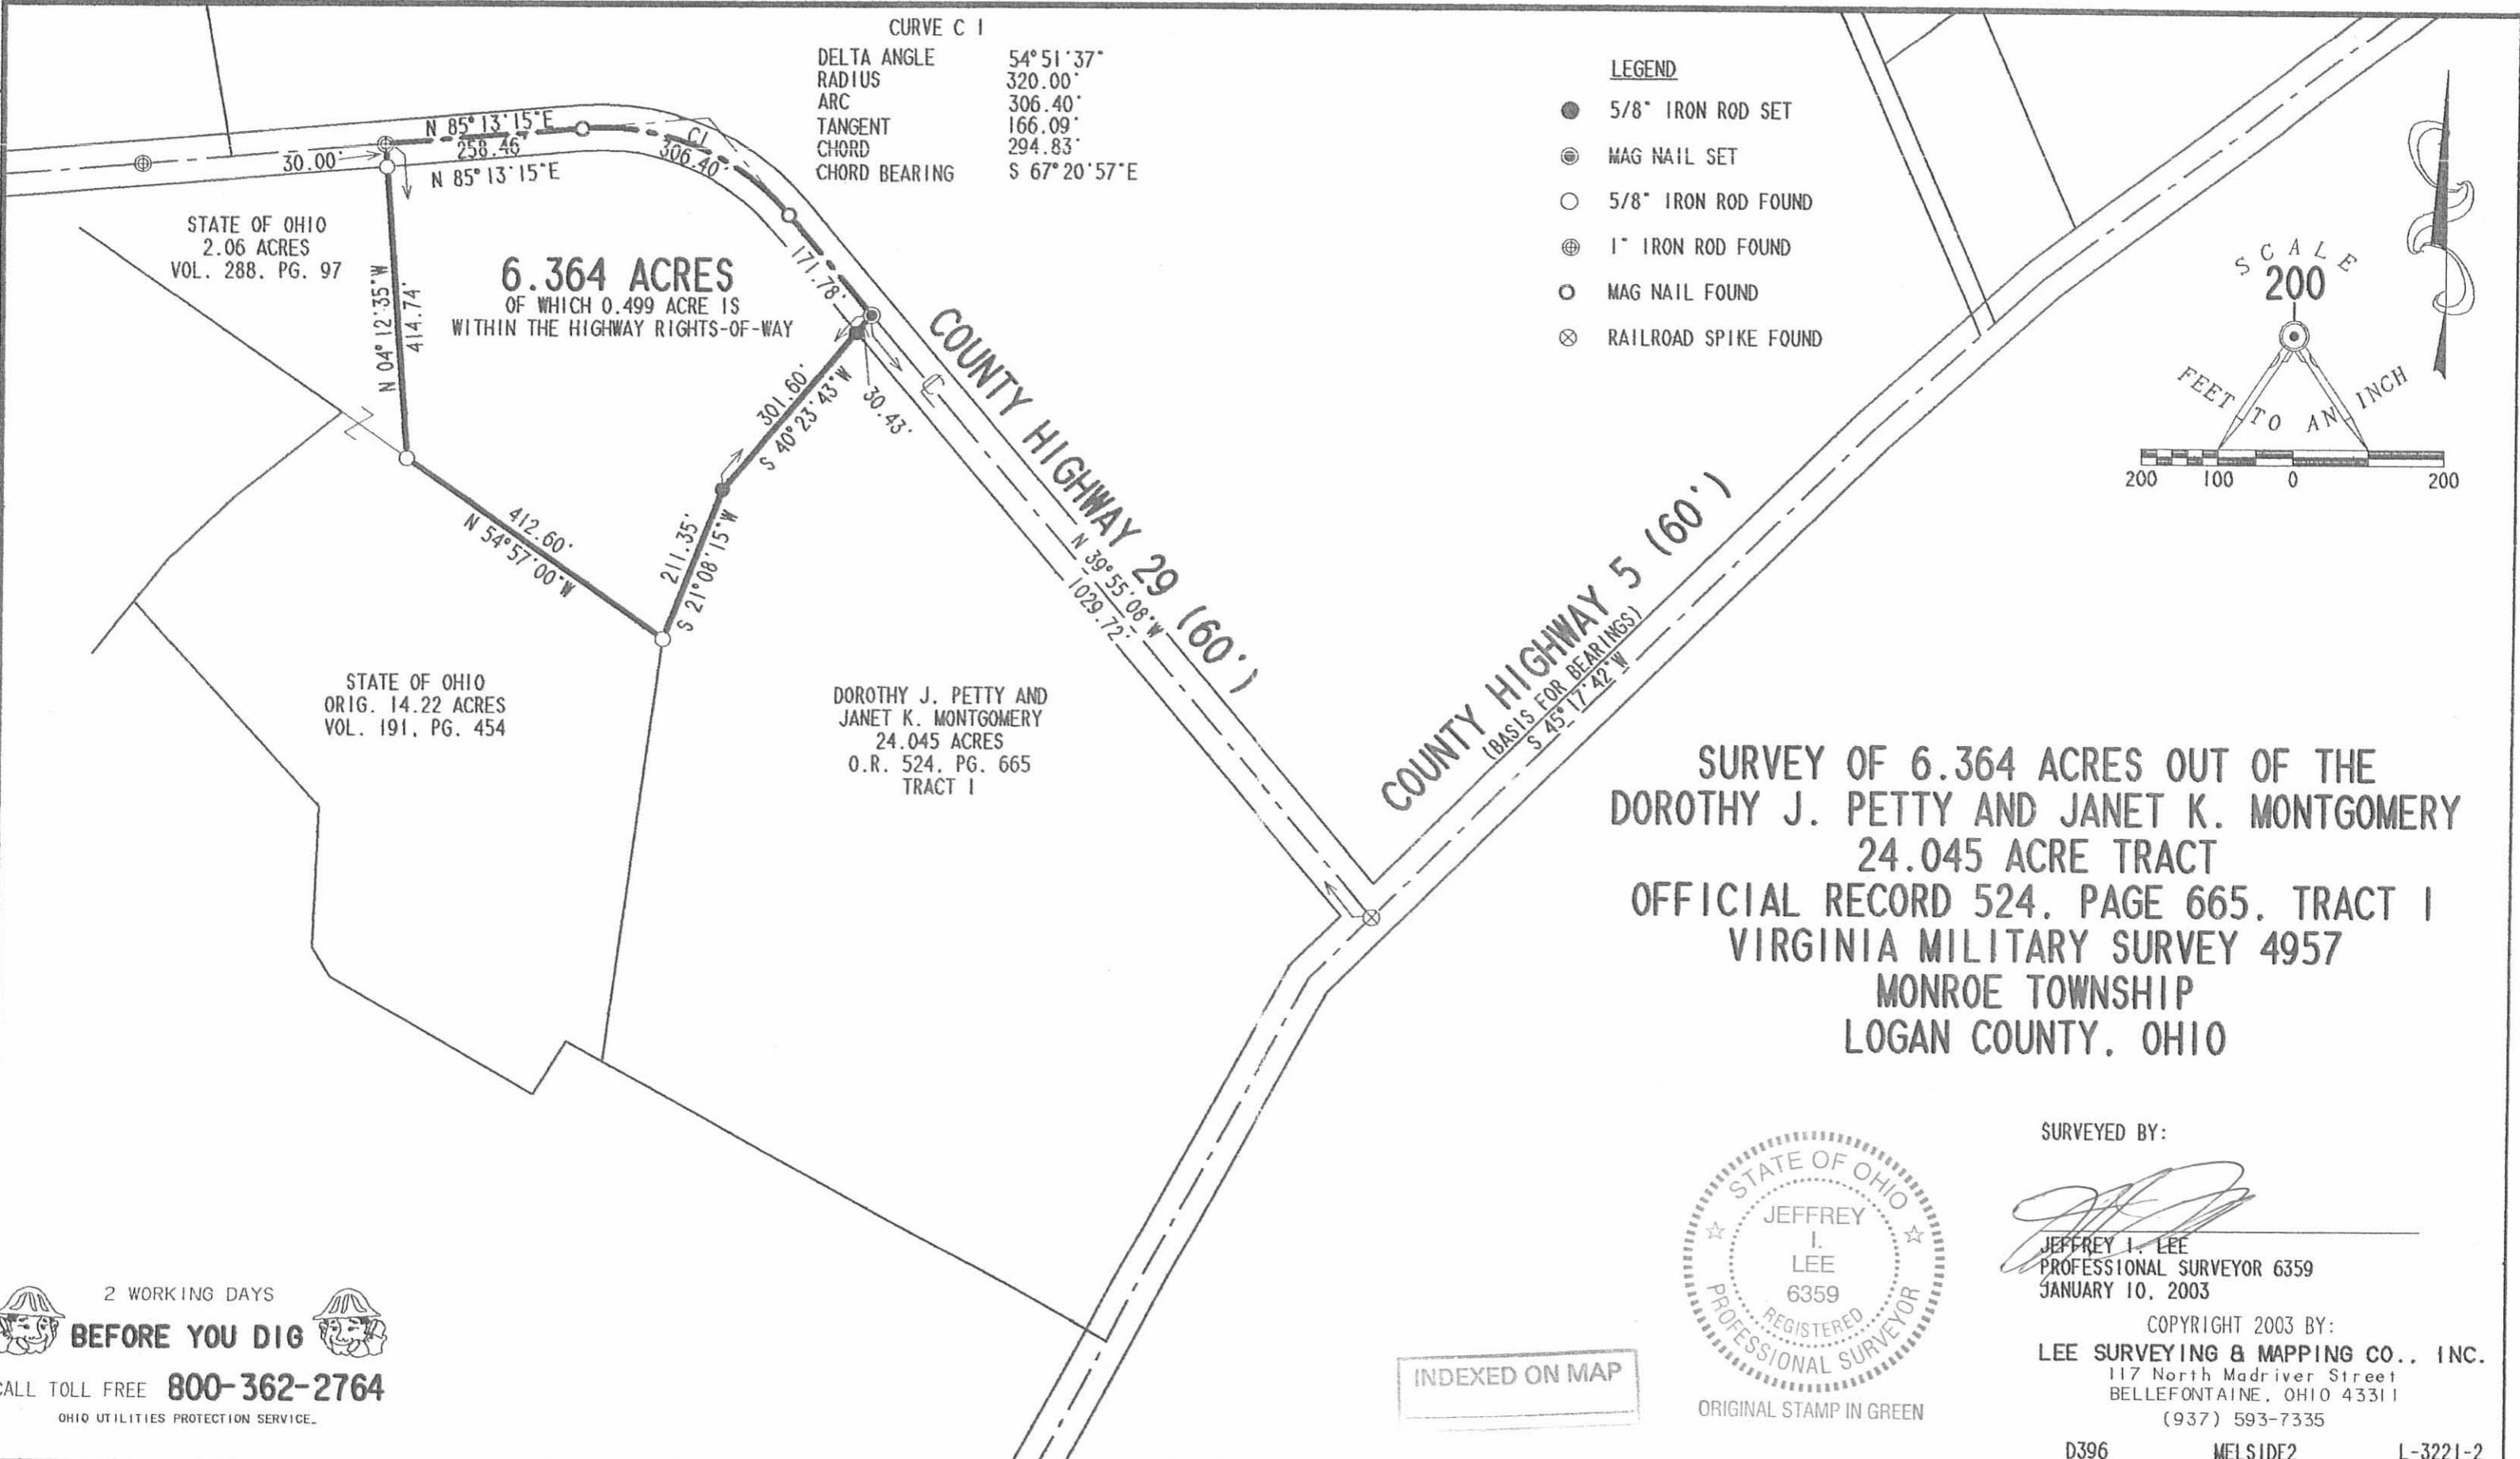 CURVE C 1
DELTA ANGLE 54°51'37"
RADIUS 320.00'
ARC 306.40'
TANGENT 166.09'
CHORD 294.83'
CHORD BEARING S 67°20'57"E
LEGEND
5/8" IRON ROD SET
MAG NAIL SET
5/8" IRON ROD FOUND
1" IRON ROD FOUND
MAG NAIL FOUND
RAILROAD SPIKE FOUND
SCALE
200
FEET TO AN INCH
200 100 0 200
N 85°13'15"E
258.46'
30.00'
N 85°13'15"E
C1
306.40'
171.78'
STATE OF OHIO
2.06 ACRES
VOL. 288, PG. 97
6.364 ACRES
OF WHICH 0.499 ACRE IS
WITHIN THE HIGHWAY RIGHTS-OF-WAY
N 04°12'35"W
414.74'
301.60'
S 40°23'43"W
30.43'
211.35'
S 21°08'15"W
412.60'
N 54°57'00"W
COUNTY HIGHWAY 29 (60')
N 39°55'08"W
1029.72'
COUNTY HIGHWAY 5 (60')
(BASIS FOR BEARINGS)
S 45°17'42"W
STATE OF OHIO
ORIG. 14.22 ACRES
VOL. 191, PG. 454
DOROTHY J. PETTY AND
JANET K. MONTGOMERY
24.045 ACRES
O.R. 524, PG. 665
TRACT 1
SURVEY OF 6.364 ACRES OUT OF THE
DOROTHY J. PETTY AND JANET K. MONTGOMERY
24.045 ACRE TRACT
OFFICIAL RECORD 524, PAGE 665, TRACT 1
VIRGINIA MILITARY SURVEY 4957
MONROE TOWNSHIP
LOGAN COUNTY, OHIO
SURVEYED BY:
JEFFREY I. LEE
PROFESSIONAL SURVEYOR 6359
JANUARY 10, 2003
COPYRIGHT 2003 BY:
LEE SURVEYING & MAPPING CO., INC.
117 North Madriver Street
BELLEFONTAINE, OHIO 43311
(937) 593-7335
D396 MELSIDE2 L-3221-2
STATE OF OHIO
JEFFREY
I.
LEE
6359
REGISTERED
PROFESSIONAL SURVEYOR
ORIGINAL STAMP IN GREEN
INDEXED ON MAP
2 WORKING DAYS
BEFORE YOU DIG
CALL TOLL FREE 800-362-2764
OHIO UTILITIES PROTECTION SERVICE